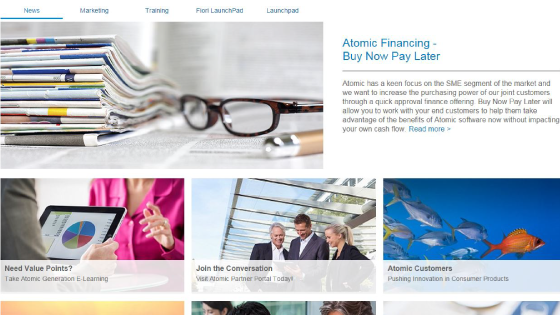 News Marketing Training Fiori LaunchPad Launchpad
Atomic Financing -
Buy Now Pay Later
Atomic has a keen focus on the SME segment of the market and
we want to increase the purchasing power of our joint customers
through a quick approval finance offering. Buy Now Pay Later will
allow you to work with your end customers to help them take
advantage of the benefits of Atomic software now without impacting
your own cash flow. Read more >
Need Value Points?
Take Atomic Generation E-Learning
Join the Conversation
Visit Atomic Partner Portal Today!
Atomic Customers
Pushing Innovation in Consumer Products